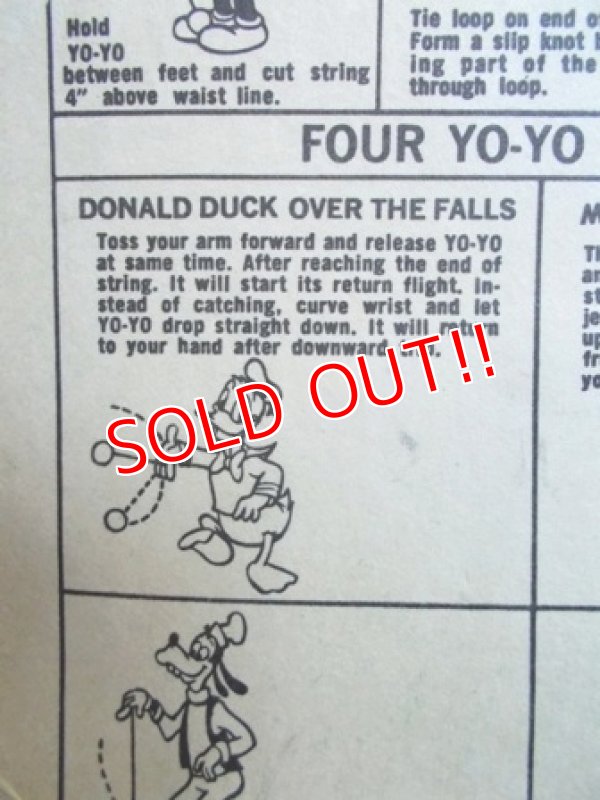 Hold
YO-YO
between feet and cut string
4" above waist line.
Tie loop on end
Form a slip knot
ing part of the
through loop.
FOUR YO-YO
DONALD DUCK OVER THE FALLS
Toss your arm forward and release YO-YO
at same time. After reaching the end of
string. It will start its return flight. In-
stead of catching, curve wrist and let
YO-YO drop straight down. It will return
to your hand after downward
SOLD OUT!!